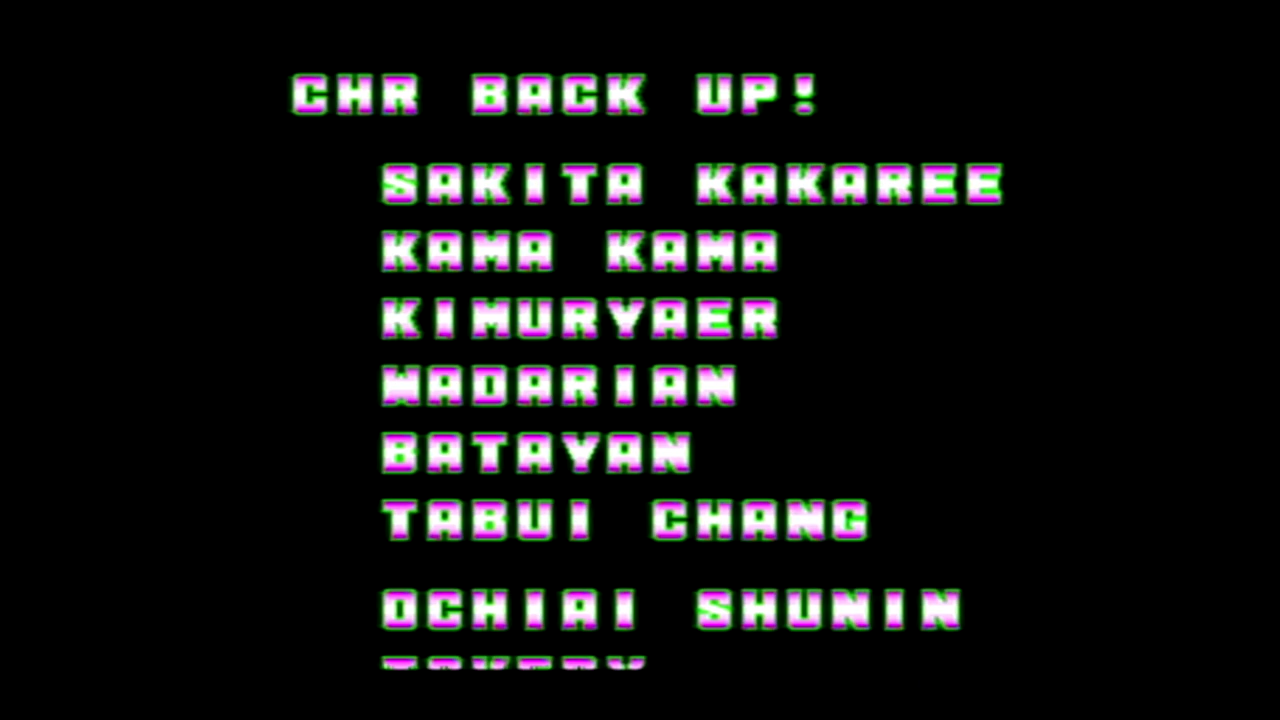 CHR BACK UP!
SAKITA KAKAREE
KAMA KAMA
KIMURYAER
WADARIAN
BATAYAN
TABUI CHANG
OCHIAI SHUNIN